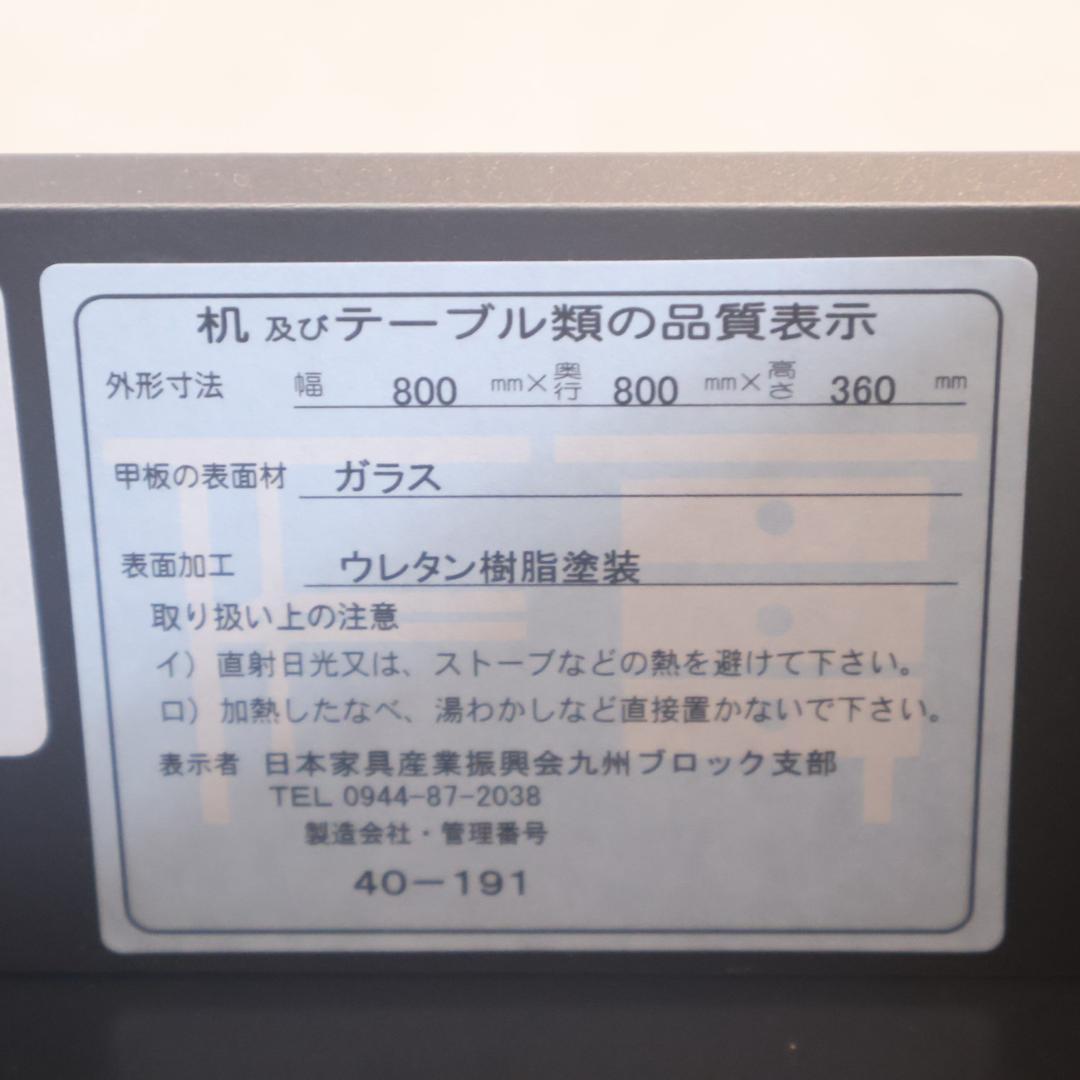 机 及び テーブル類の品質表示
外形寸法 幅 800 mm× 奥行 800 mm× 高さ 360 mm
甲板の表面材 ガラス
表面加工 ウレタン樹脂塗装
取り扱い上の注意
イ）直射日光又は、ストーブなどの熱を避けて下さい。
ロ）加熱したなべ、湯わかしなど直接置かないで下さい。
表示者 日本家具産業振興会九州ブロック支部
TEL 0944-87-2038
製造会社・管理番号
40-191